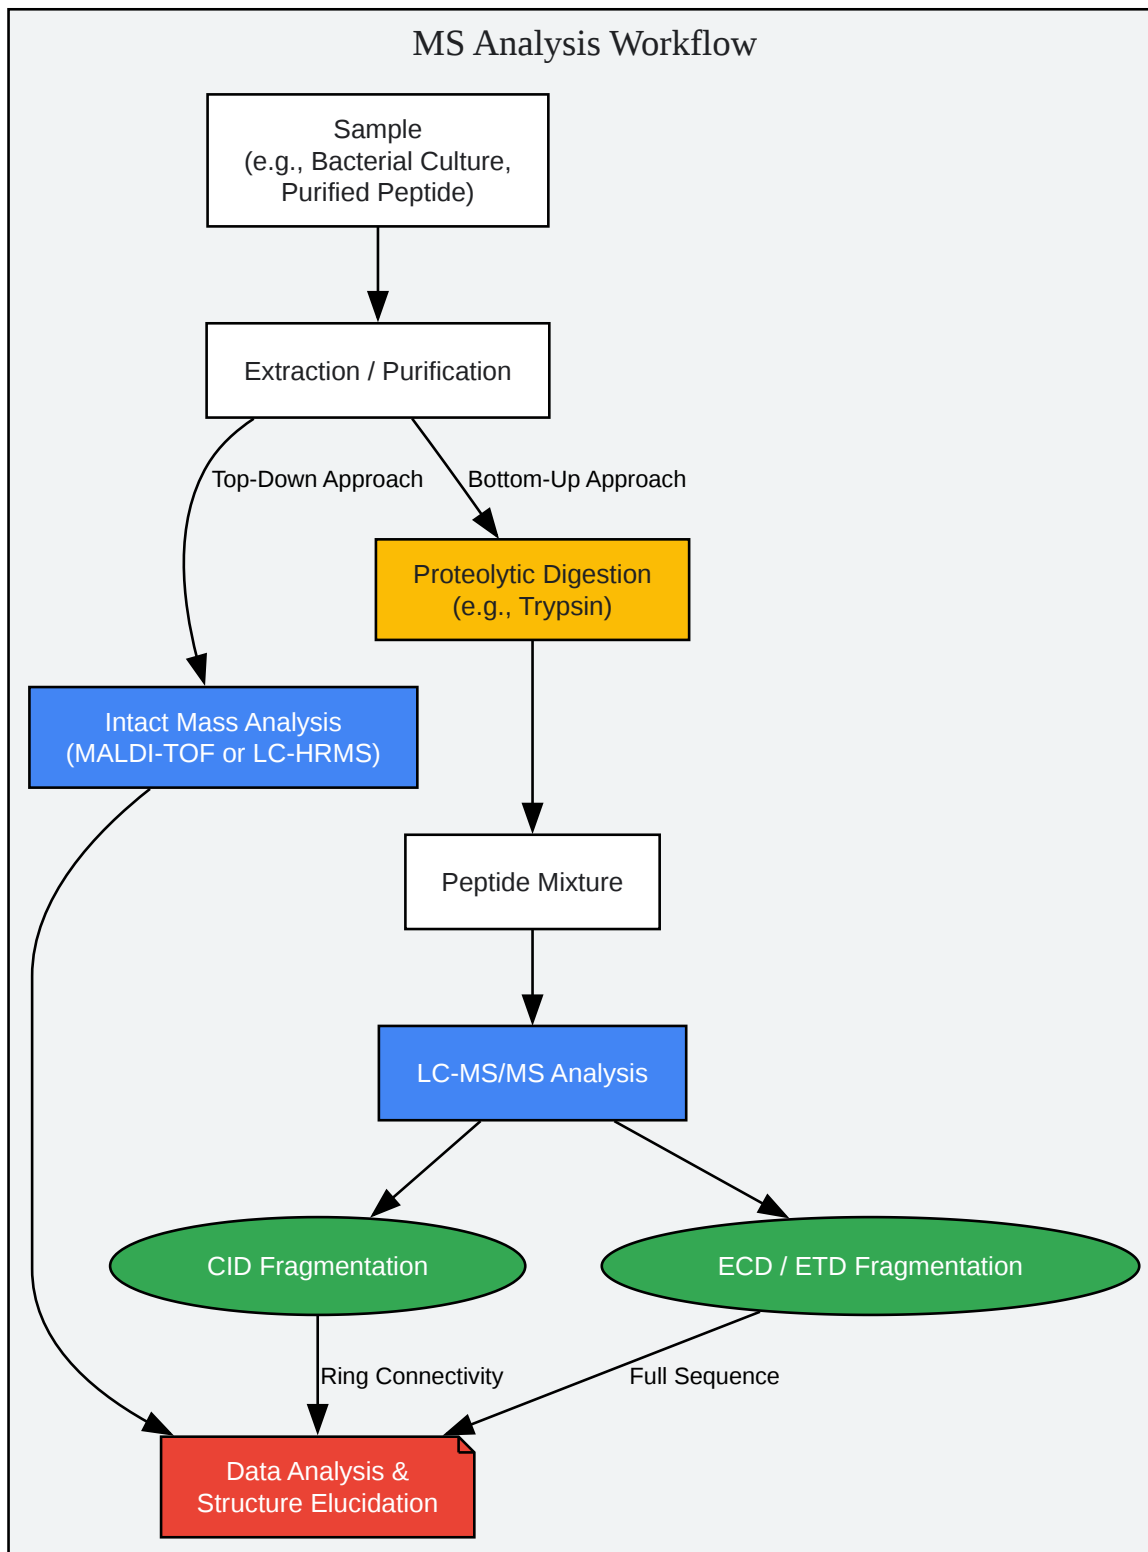 MS Analysis Workflow
Sample
(e.g., Bacterial Culture,
Purified Peptide)
Extraction / Purification
Top-Down Approach
Bottom-Up Approach
Proteolytic Digestion
(e.g., Trypsin)
Intact Mass Analysis
(MALDI-TOF or LC-HRMS)
Peptide Mixture
LC-MS/MS Analysis
CID Fragmentation
ECD / ETD Fragmentation
Ring Connectivity
Full Sequence
Data Analysis &
Structure Elucidation